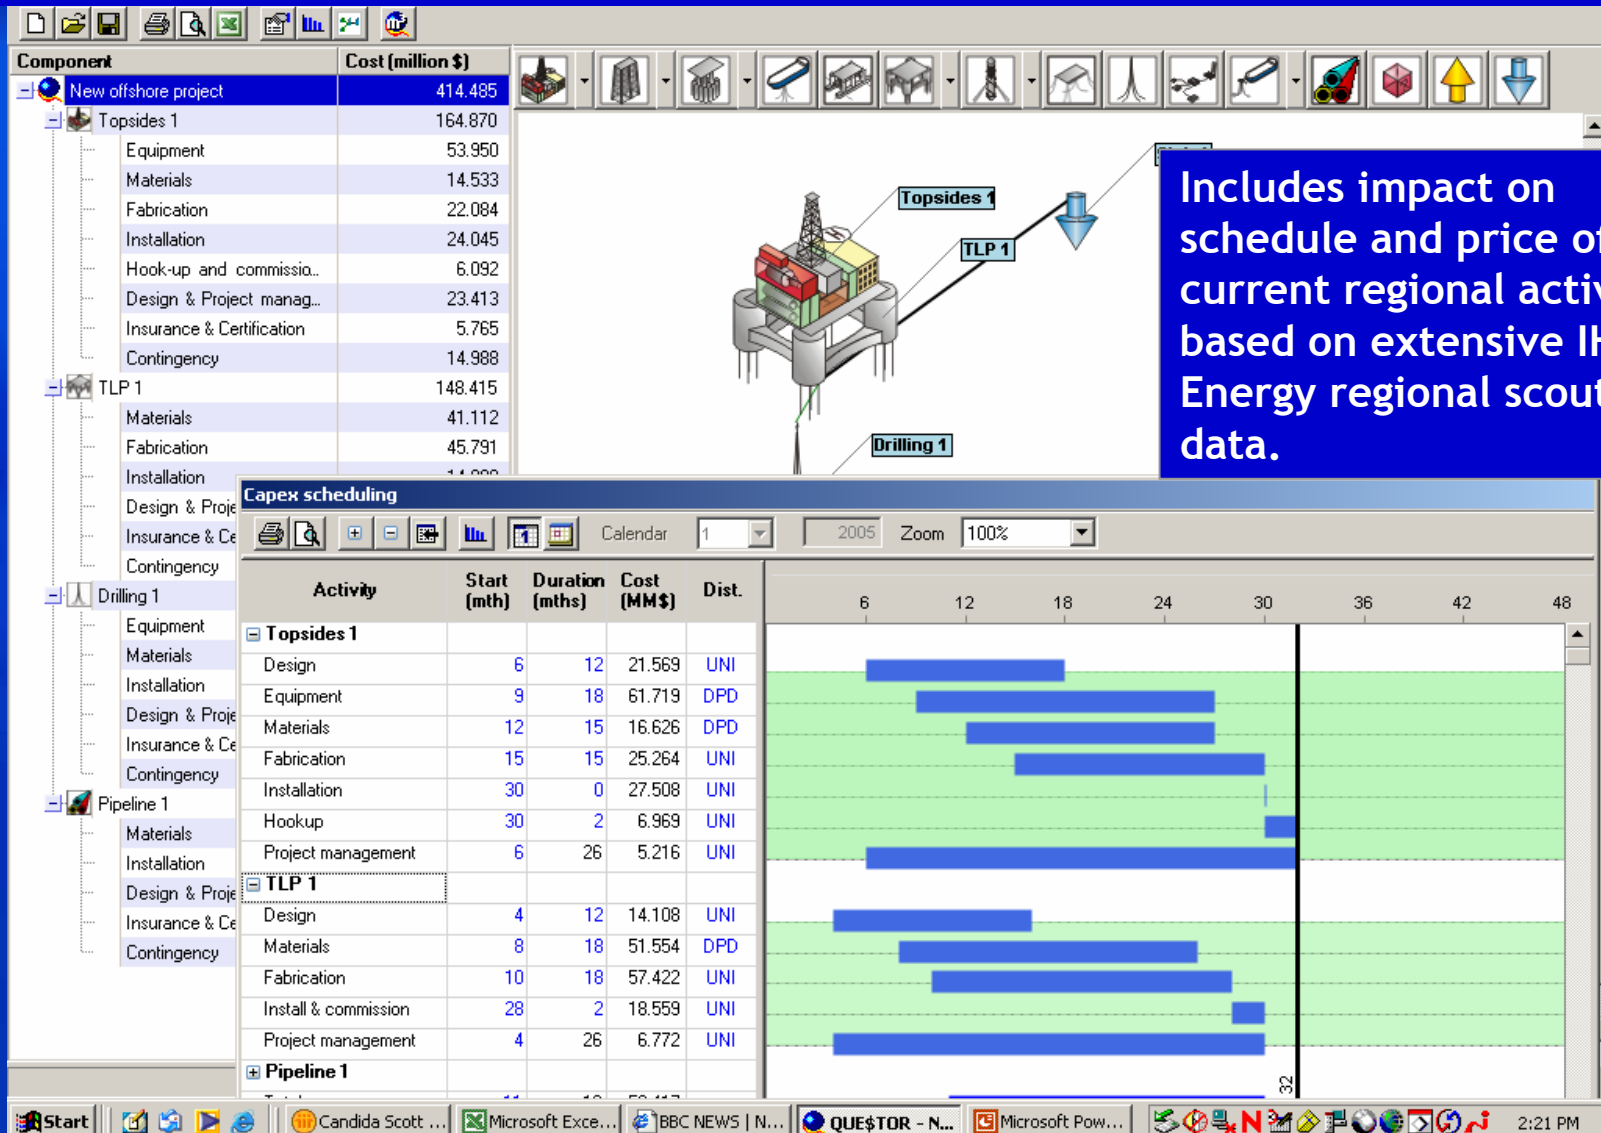 Component Cost (million $)
New offshore project 414.485
Topsides 1 164.870
Equipment 53.950
Materials 14.533
Fabrication 22.084
Installation 24.045
Hook-up and commissio... 6.092
Design & Project manag... 23.413
Insurance & Certification 5.765
Contingency 14.988
TLP 1 148.415
Materials 41.112
Fabrication 45.791
Installation
Design & Proje
Insurance & Ce
Contingency
Drilling 1
Equipment
Materials
Installation
Design & Proje
Insurance & Ce
Contingency
Pipeline 1
Materials
Installation
Design & Proje
Insurance & Ce
Contingency
Topsides 1
TLP 1
Drilling 1
Includes impact on
schedule and price of
current regional activ
based on extensive IH
Energy regional scout
data.
Capex scheduling
Calendar 1 2005 Zoom 100%
Activity Start (mth) Duration (mths) Cost (MM$) Dist.
6 12 18 24 30 36 42 48
Topsides 1
Design 6 12 21.569 UNI
Equipment 9 18 61.719 DPD
Materials 12 15 16.626 DPD
Fabrication 15 15 25.264 UNI
Installation 30 0 27.508 UNI
Hookup 30 2 6.969 UNI
Project management 6 26 5.216 UNI
TLP 1
Design 4 12 14.108 UNI
Materials 8 18 51.554 DPD
Fabrication 10 18 57.422 UNI
Install & commission 28 2 18.559 UNI
Project management 4 26 6.772 UNI
Pipeline 1
32
Start Candida Scott ... Microsoft Exce... BBC NEWS | N... QUE$TOR - N... Microsoft Pow... 2:21 PM